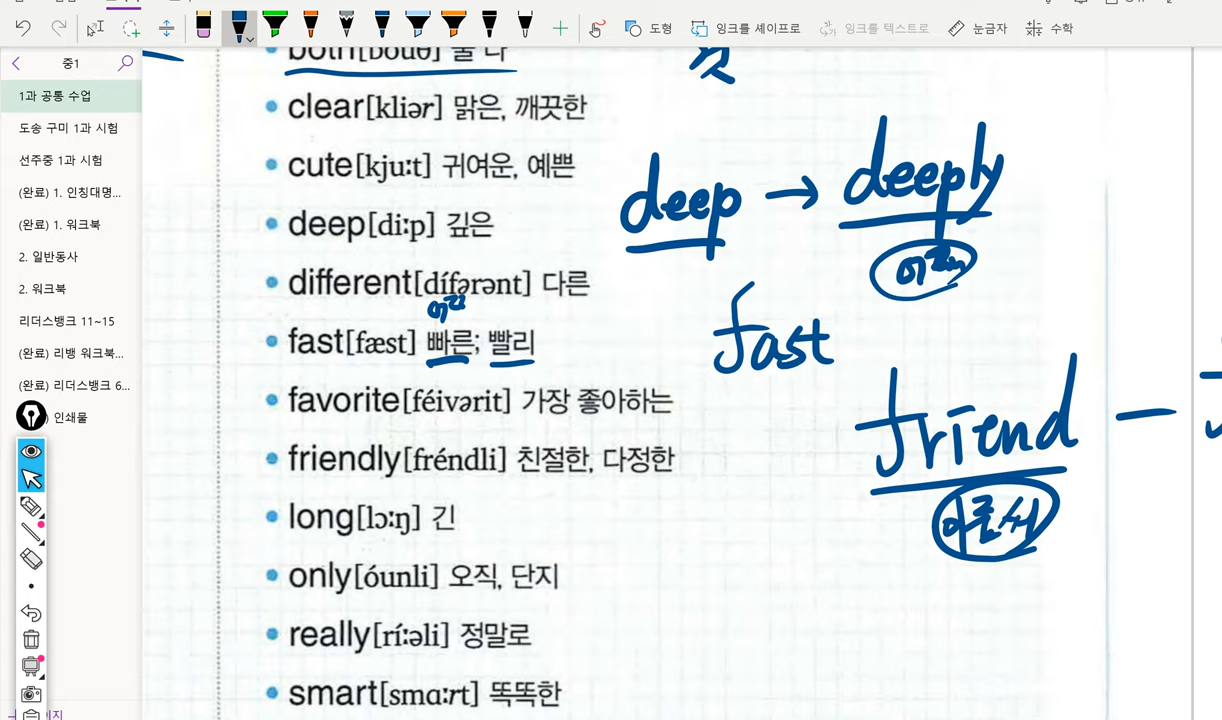 도형
잉크를 셰이프로
잉크를 텍스트로
눈금자
수학
중1
1과 공통 수업
도송 구미 1과 시험
선주중 1과 시험
(완료) 1. 인칭대명...
(완료) 1. 워크북
2. 일반동사
2. 워크북
리더스뱅크 11~15
(완료) 리뱅 워크북...
(완료) 리더스뱅크 6...
인쇄물
both[bouθ] 둘 다
clear[kliər] 맑은, 깨끗한
cute[kju:t] 귀여운, 예쁜
deep[di:p] 깊은
deep → deeply
different[dífərənt] 다른
fast[fæst] 빠른; 빨리
fast
favorite[féivərit] 가장 좋아하는
friend —
friendly[fréndli] 친절한, 다정한
long[lɔ:ŋ] 긴
only[óunli] 오직, 단지
really[rí:əli] 정말로
smart[smɑ:rt] 똑똑한